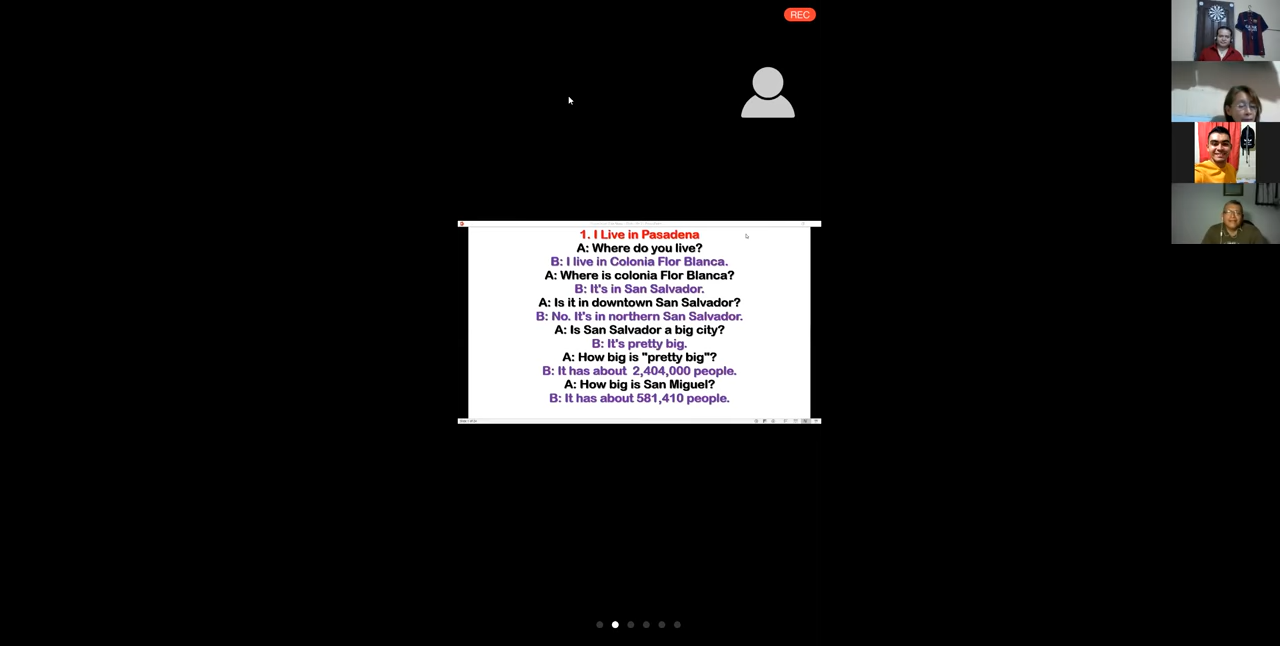 REC
1. I Live in Pasadena
A: Where do you live?
B: I live in Colonia Flor Blanca.
A: Where is colonia Flor Blanca?
B: It's in San Salvador.
A: Is it in downtown San Salvador?
B: No. It's in northern San Salvador.
A: Is San Salvador a big city?
B: It's pretty big.
A: How big is "pretty big"?
B: It has about  2,404,000 people.
A: How big is San Miguel?
B: It has about 581,410 people.